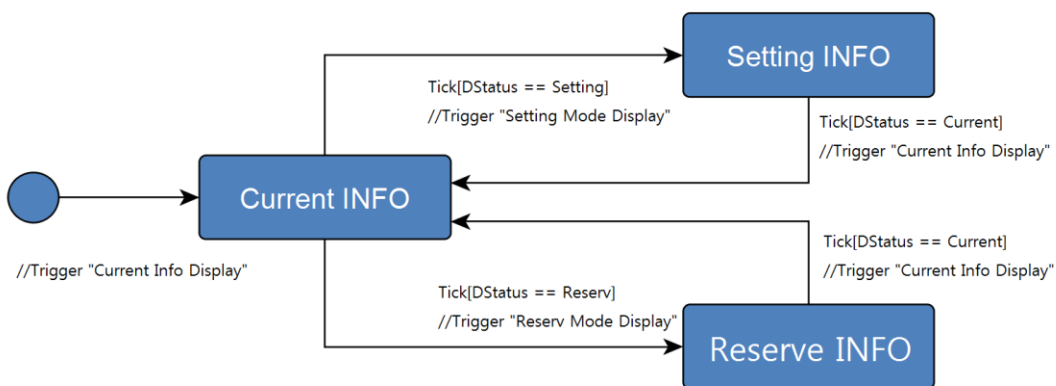 Setting INFO
Tick[DStatus == Setting]
//Trigger "Setting Mode Display"
Tick[DStatus == Current]
//Trigger "Current Info Display"
Current INFO
//Trigger "Current Info Display"
Tick[DStatus == Current]
//Trigger "Current Info Display"
Tick[DStatus == Reserv]
//Trigger "Reserv Mode Display"
Reserve INFO